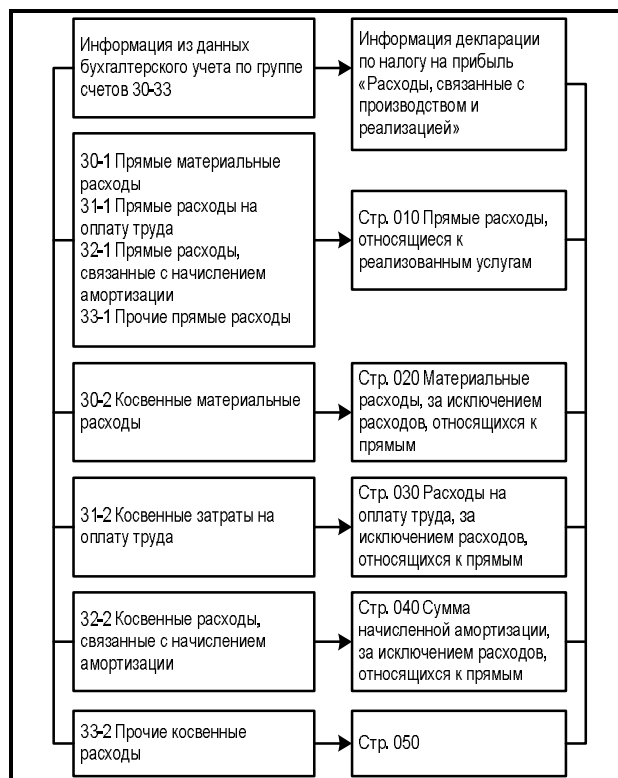 Информация из данных
бухгалтерского учета по группе
счетов 30-33
Информация декларации
по налогу на прибыль
«Расходы, связанные с
производством и
реализацией»
30-1 Прямые материальные
расходы
31-1 Прямые расходы на
оплату труда
32-1 Прямые расходы,
связанные с начислением
амортизации
33-1 Прочие прямые расходы
Стр. 010 Прямые расходы,
относящиеся к
реализованным услугам
30-2 Косвенные материальные
расходы
Стр. 020 Материальные
расходы, за исключением
расходов, относящихся к
прямым
31-2 Косвенные затраты на
оплату труда
Стр. 030 Расходы на
оплату труда, за
исключением расходов,
относящихся к прямым
32-2 Косвенные расходы,
связанные с начислением
амортизации
Стр. 040 Сумма
начисленной амортизации,
за исключением расходов,
относящихся к прямым
33-2 Прочие косвенные
расходы
Стр. 050